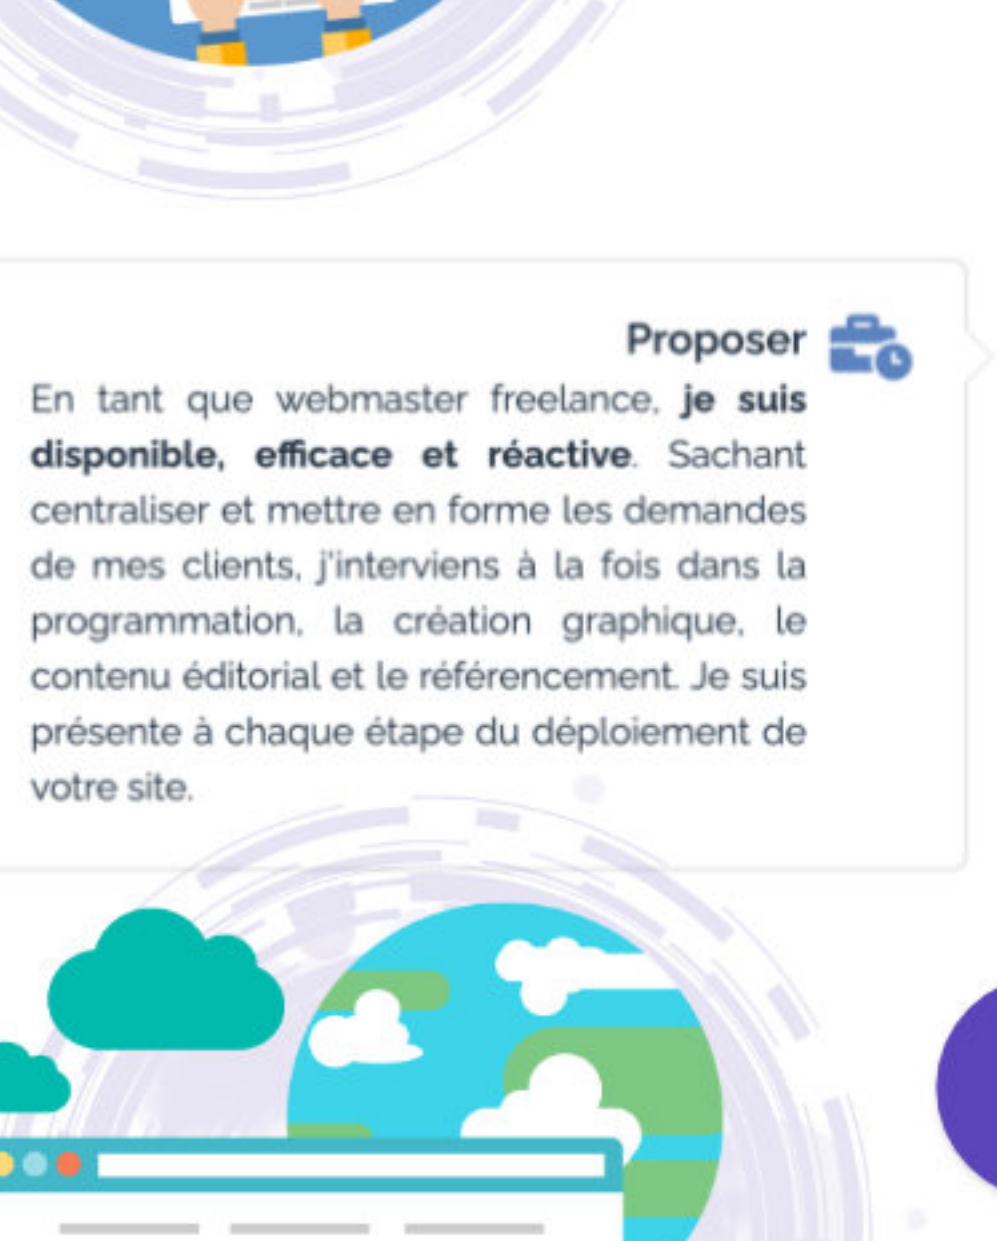 Proposer
En tant que webmaster freelance, je suis
disponible, efficace et réactive. Sachant
centraliser et mettre en forme les demandes
de mes clients, j'interviens à la fois dans la
programmation, la création graphique, le
contenu éditorial et le référencement. Je suis
présente à chaque étape du déploiement de
votre site.